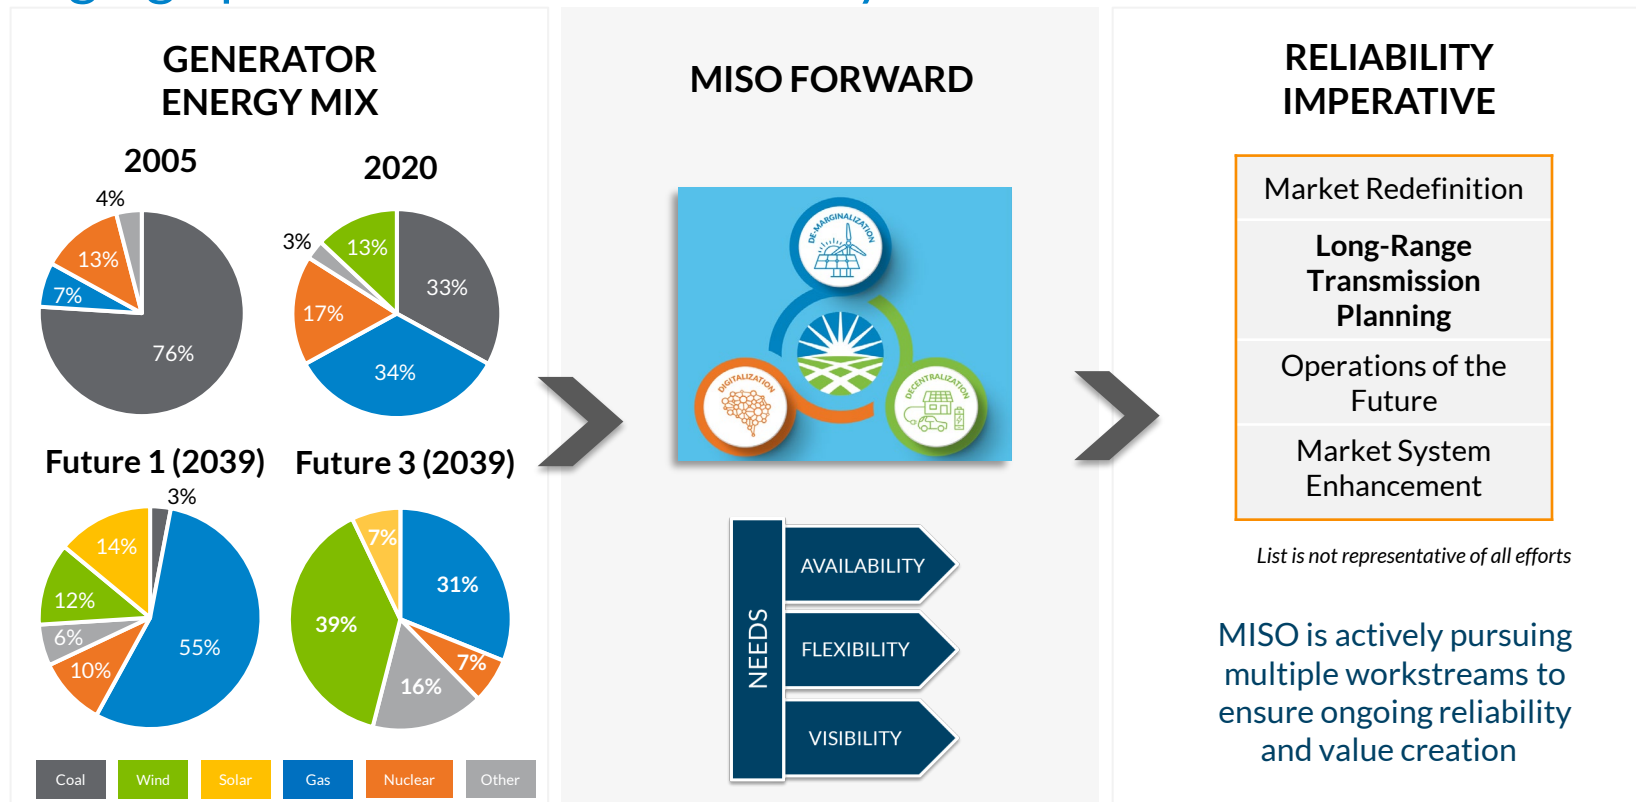 GENERATOR
ENERGY MIX
2005
4%
13%
7%
76%
2020
3%
13%
33%
17%
34%
Future 1 (2039)
3%
14%
12%
6%
10%
55%
Future 3 (2039)
7%
31%
39%
7%
16%
Coal
Wind
Solar
Gas
Nuclear
Other
MISO FORWARD
DE-MARGINALIZATION
DIGITALIZATION
DECENTRALIZATION
NEEDS
AVAILABILITY
FLEXIBILITY
VISIBILITY
RELIABILITY
IMPERATIVE
Market Redefinition
Long-Range
Transmission
Planning
Operations of the
Future
Market System
Enhancement
List is not representative of all efforts
MISO is actively pursuing
multiple workstreams to
ensure ongoing reliability
and value creation